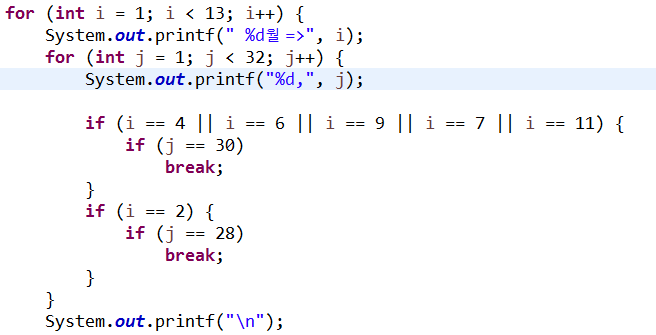 for (int i = 1; i < 13; i++) {
    System.out.printf(" %d월 =>", i);
    for (int j = 1; j < 32; j++) {
        System.out.printf("%d,", j);

        if (i == 4 || i == 6 || i == 9 || i == 7 || i == 11) {
            if (j == 30)
                break;
        }
        if (i == 2) {
            if (j == 28)
                break;
        }
    }
    System.out.printf("\n");